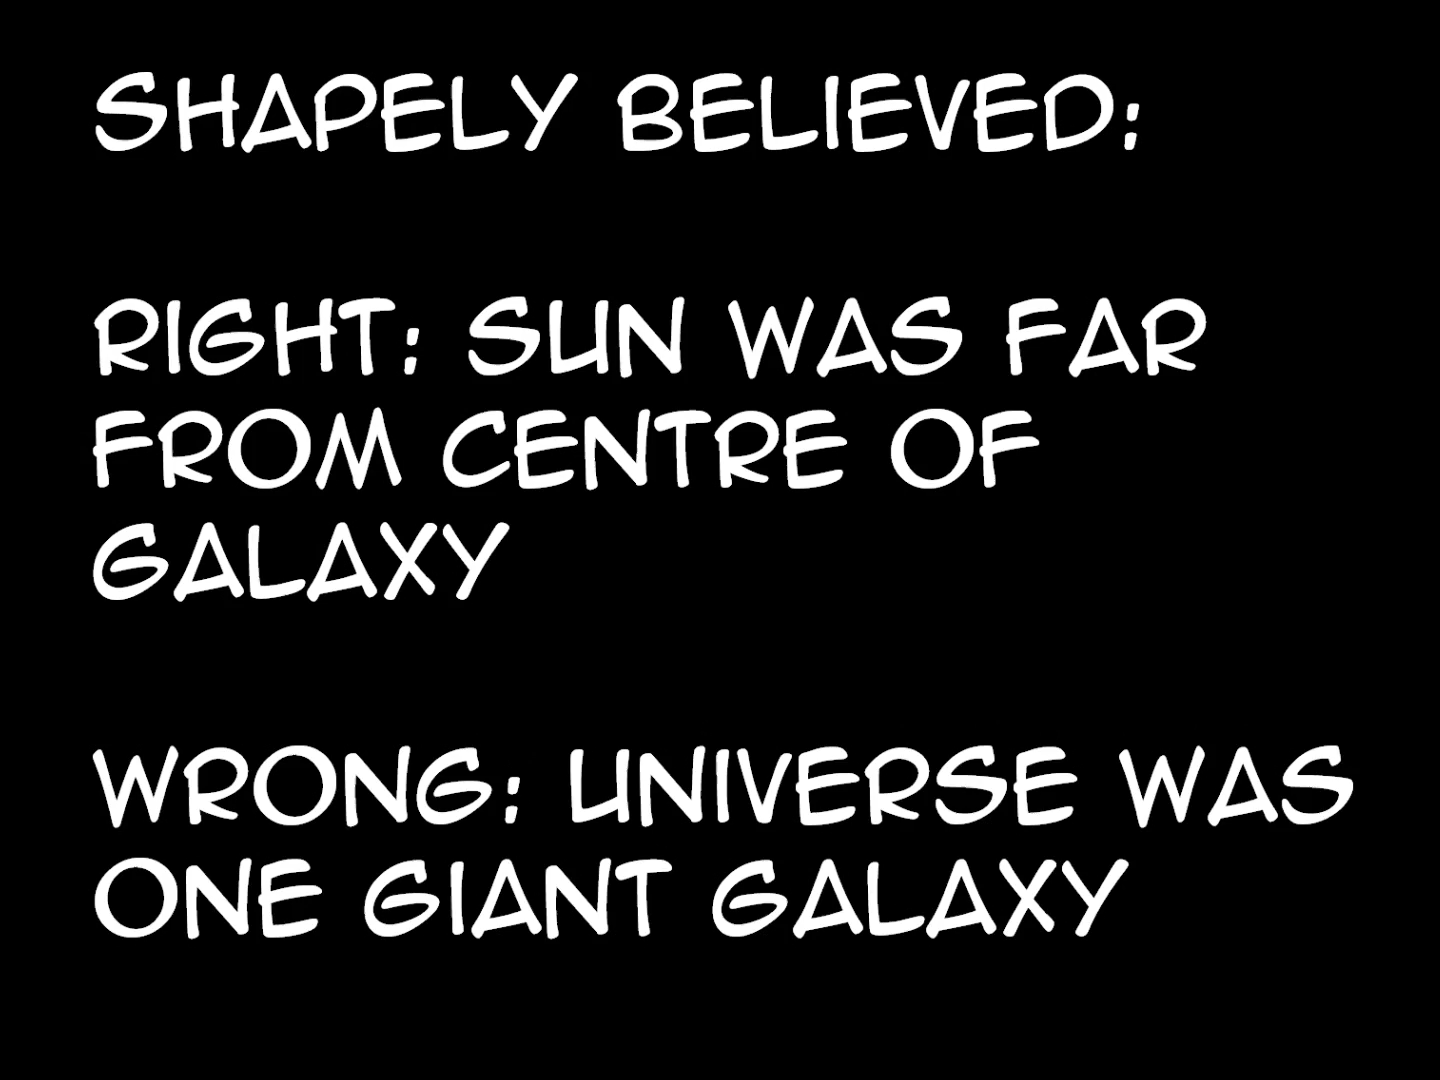 SHAPELY BELIEVED:
RIGHT: SUN WAS FAR
FROM CENTRE OF
GALAXY
WRONG: UNIVERSE WAS
ONE GIANT GALAXY